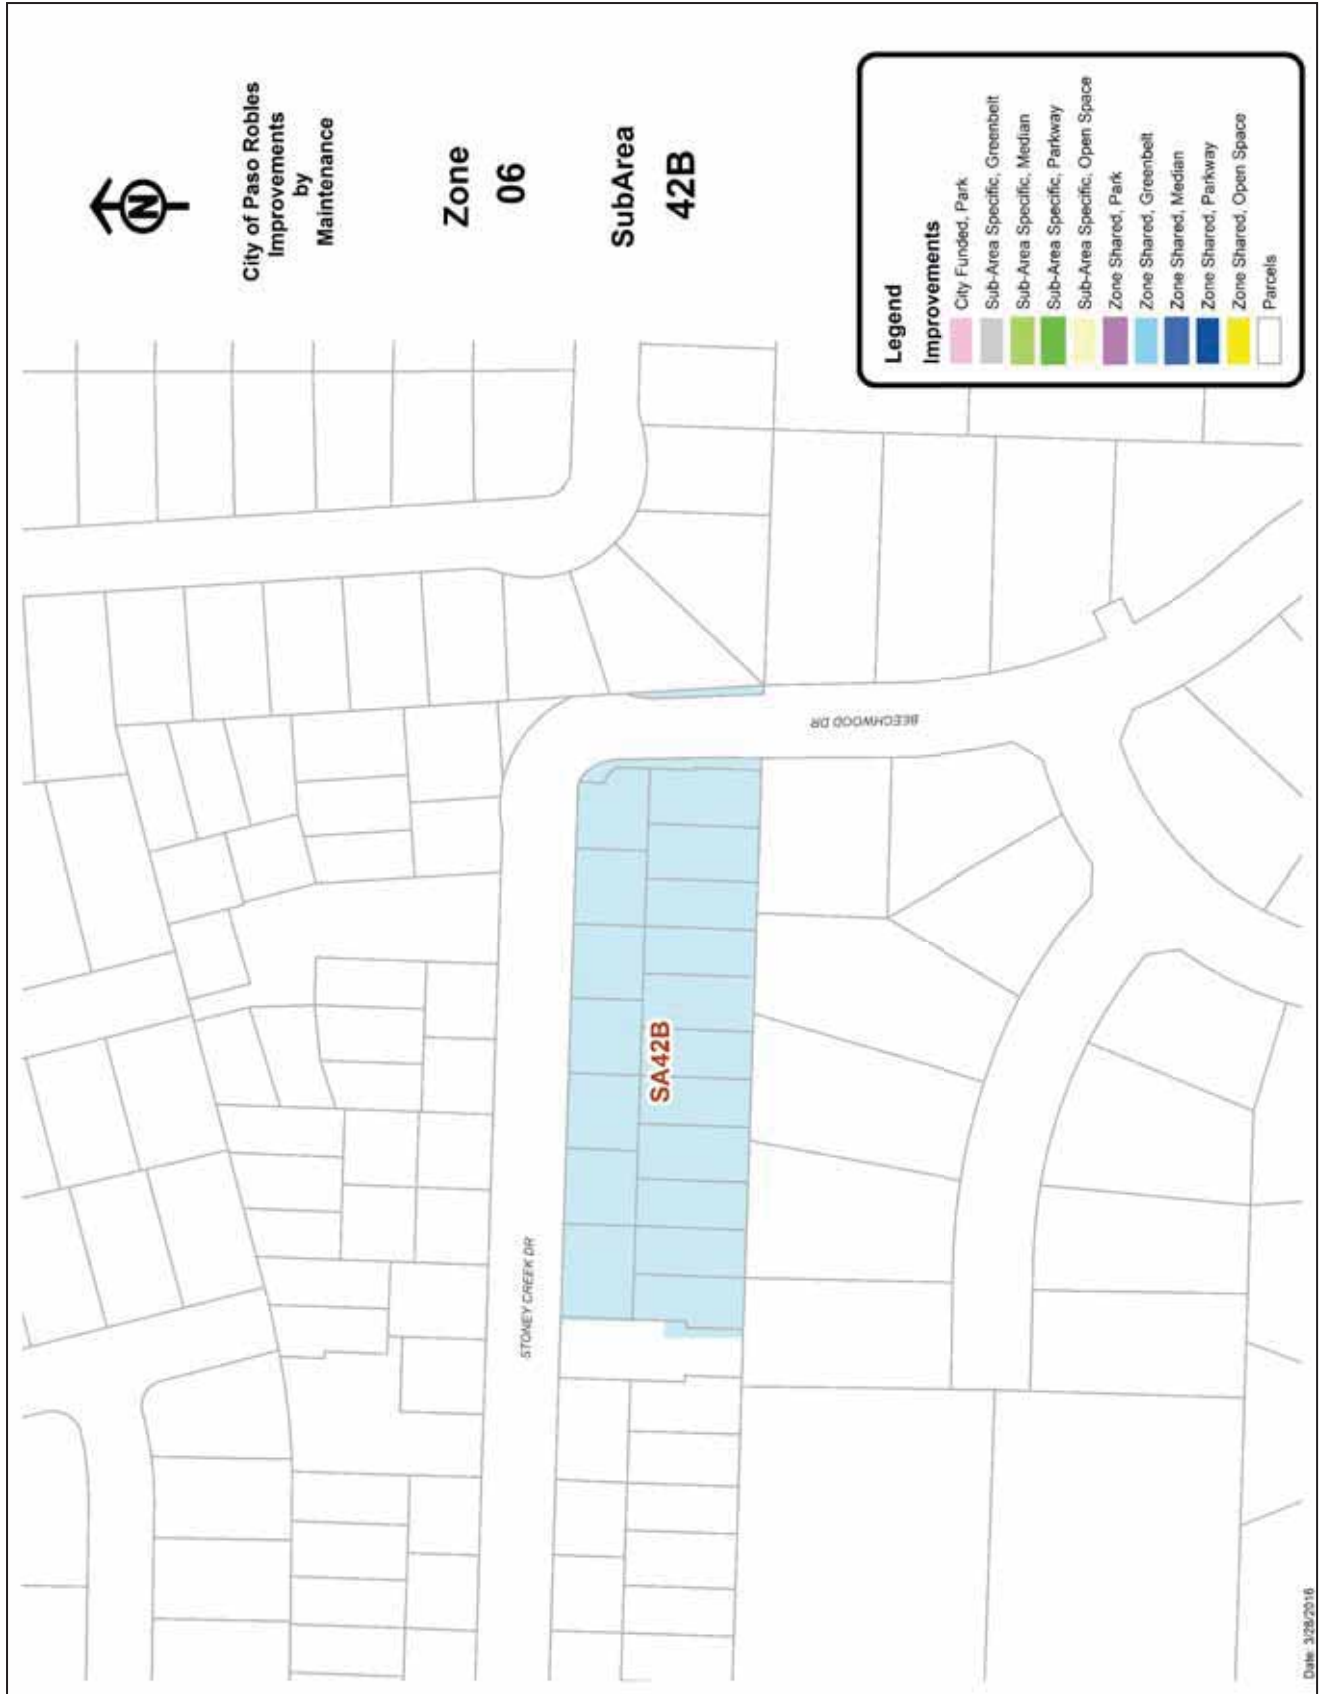 N
City of Paso Robles
Improvements
by
Maintenance
Zone
06
SubArea
42B
Legend
Improvements
City Funded, Park
Sub-Area Specific, Greenbelt
Sub-Area Specific, Median
Sub-Area Specific, Parkway
Sub-Area Specific, Open Space
Zone Shared, Park
Zone Shared, Greenbelt
Zone Shared, Median
Zone Shared, Parkway
Zone Shared, Open Space
Parcels
BEECHWOOD DR
SA42B
STONEY CREEK DR
Date: 3/28/2016